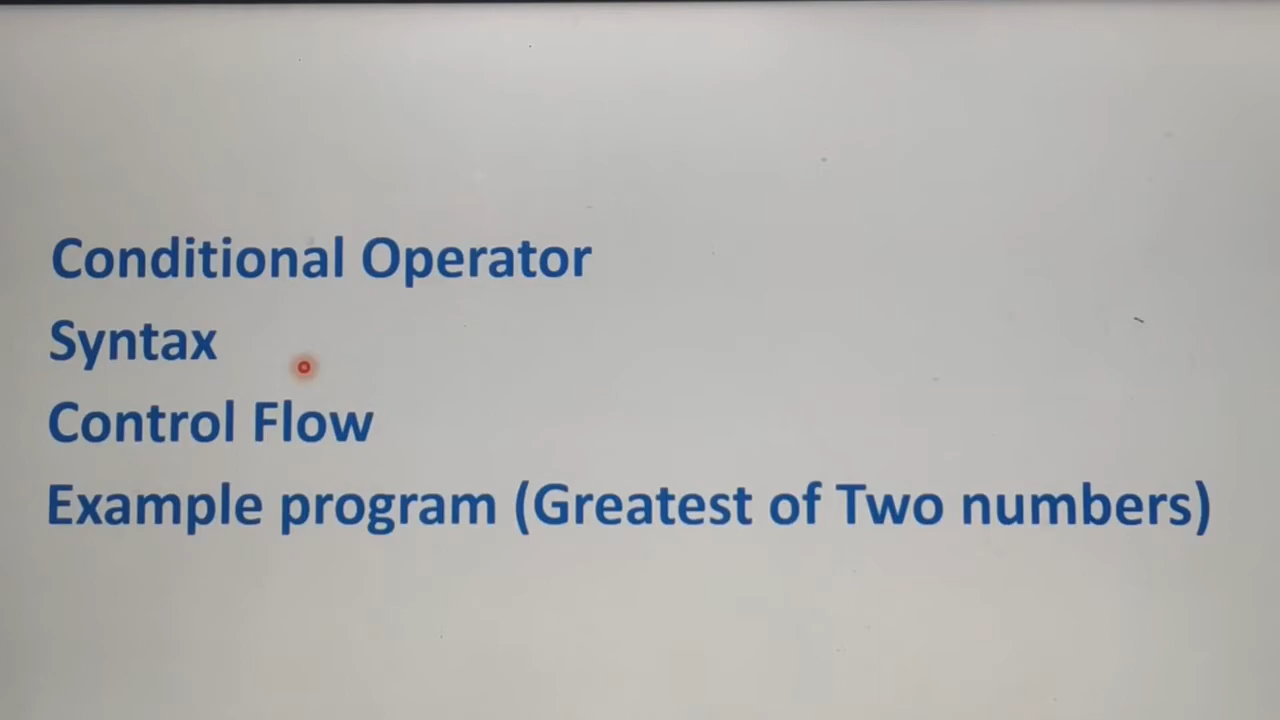 Conditional Operator
Syntax
Control Flow
Example program (Greatest of Two numbers)